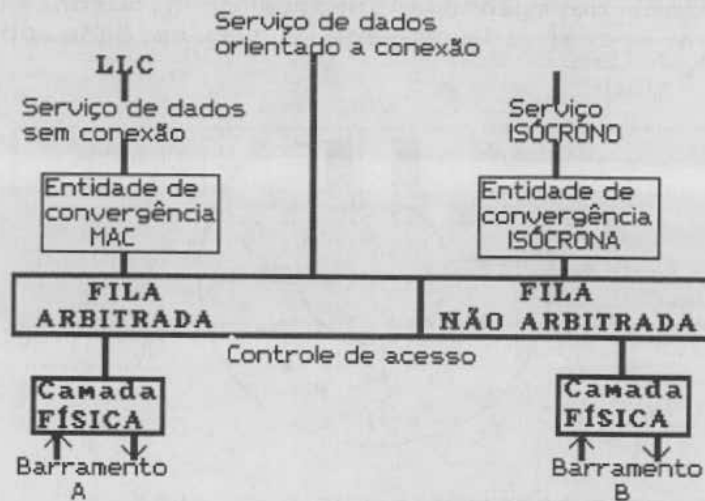 Serviço de dados
orientado a conexão
LLC
Serviço de dados
sem conexão
Serviço
ISÓCRONO
Entidade de
convergência
MAC
Entidade de
convergência
ISÓCRONA
FILA
ARBITRADA
FILA
NÃO ARBITRADA
Controle de acesso
Camada
FÍSICA
Camada
FÍSICA
Barramento
A
Barramento
B